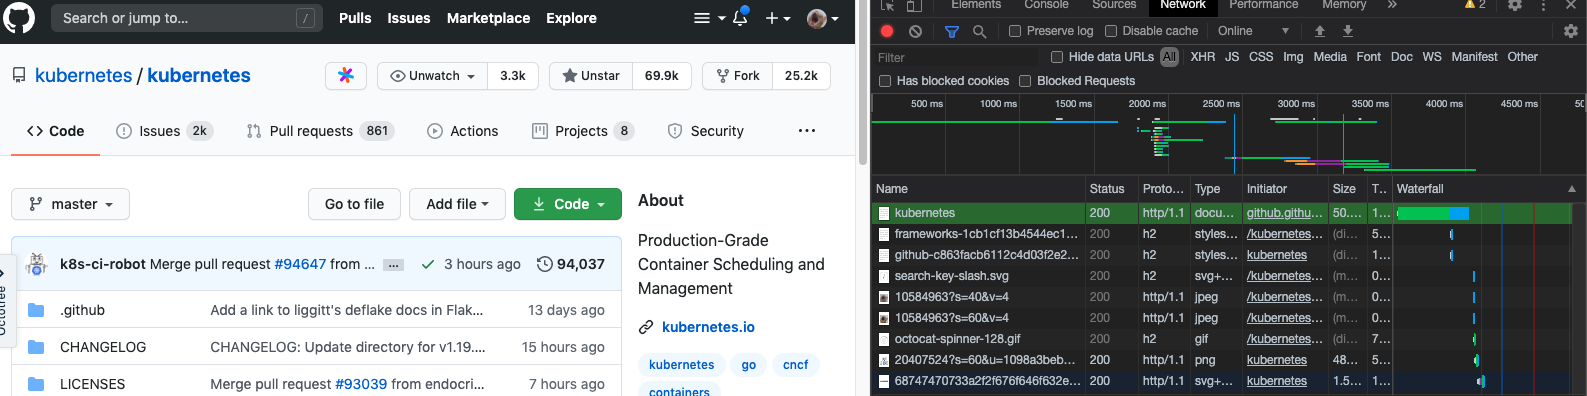 Search or jump to...
/
Pulls Issues Marketplace Explore
kubernetes / kubernetes
Unwatch 3.3k
Unstar 69.9k
Fork 25.2k
Code
Issues 2k
Pull requests 861
Actions
Projects 8
Security
master
Go to file
Add file
Code
k8s-ci-robot Merge pull request #94647 from ...
3 hours ago
94,037
.github Add a link to liggitt's deflake docs in Flak... 13 days ago
CHANGELOG CHANGELOG: Update directory for v1.19.... 15 hours ago
LICENSES Merge pull request #93039 from endocri... 7 hours ago
Octotree
About
Production-Grade
Container Scheduling and
Management
kubernetes.io
kubernetes go cncf
containers
Elements Console Sources Network Performance Memory » 2
Preserve log Disable cache Online
Filter Hide data URLs All XHR JS CSS Img Media Font Doc WS Manifest Other
Has blocked cookies Blocked Requests
500 ms 1000 ms 1500 ms 2000 ms 2500 ms 3000 ms 3500 ms 4000 ms 4500 ms 50
Name Status Proto... Type Initiator Size T... Waterfall
kubernetes 200 http/1.1 docu... github.githu... 50.... 1...
frameworks-1cb1cf13b4544ec1... 200 h2 styles... /kubernetes... (di... 5...
github-c863facb6112c4d03f2e2... 200 h2 styles... kubernetes (di... 1...
search-key-slash.svg 200 h2 svg+... /kubernetes... (m... 0...
10584963?s=40&v=4 200 http/1.1 jpeg /kubernetes... (m... 0...
10584963?s=60&v=4 200 http/1.1 jpeg /kubernetes... (m... 0...
octocat-spinner-128.gif 200 h2 gif /kubernetes... (di... 7...
20407524?s=60&u=1098a3beb... 200 http/1.1 png kubernetes 48... 5...
68747470733a2f2f676f646f632e... 200 http/1.1 svg+... kubernetes 1.5... 1...